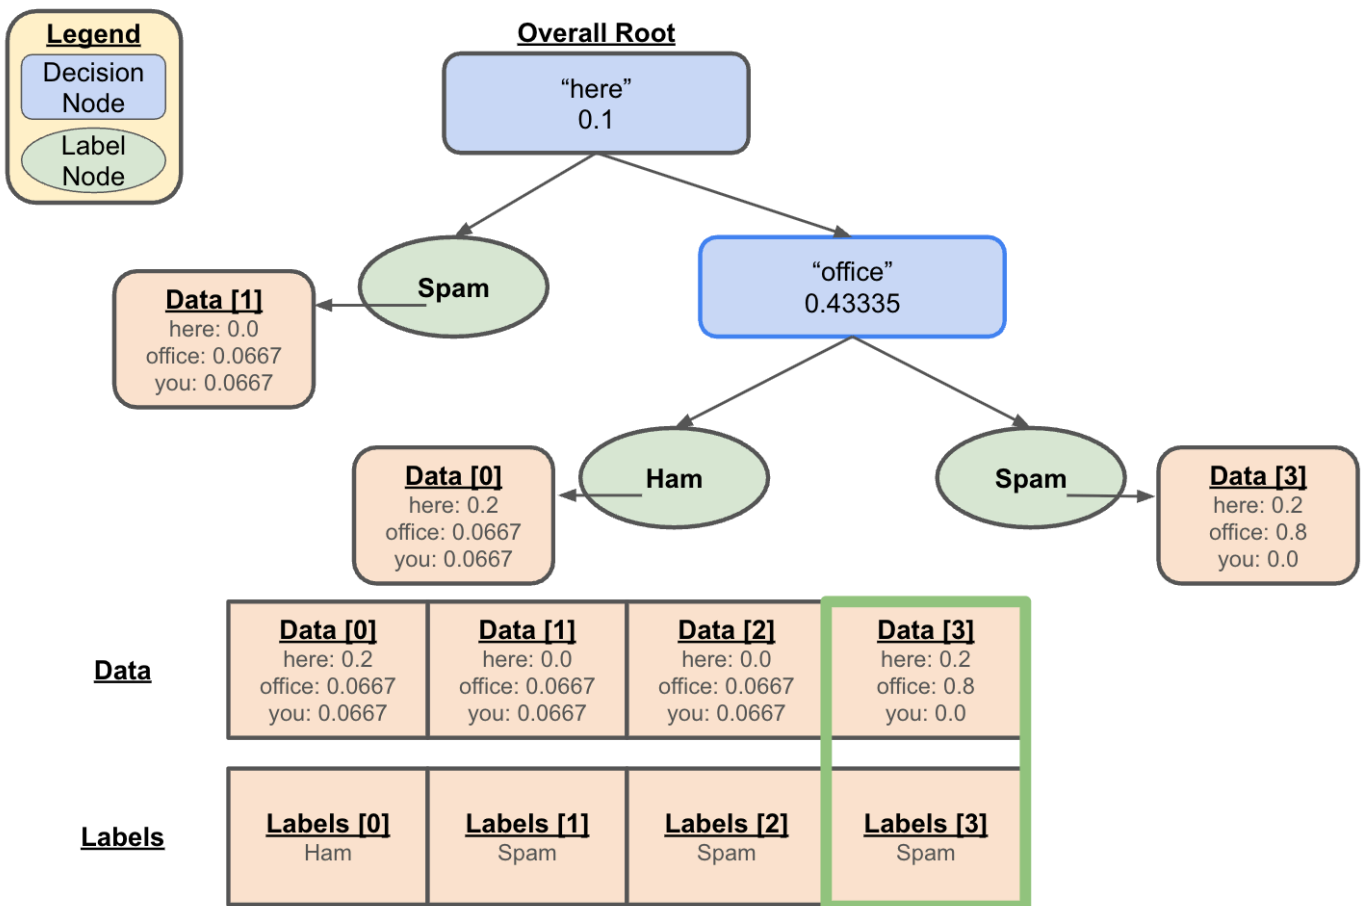 Legend
Decision
Node
Label
Node
Overall Root
“here”
0.1
Spam
“office”
0.43335
Data [1]
here: 0.0
office: 0.0667
you: 0.0667
Ham
Spam
Data [0]
here: 0.2
office: 0.0667
you: 0.0667
Data [3]
here: 0.2
office: 0.8
you: 0.0
Data
Data [0]
here: 0.2
office: 0.0667
you: 0.0667
Data [1]
here: 0.0
office: 0.0667
you: 0.0667
Data [2]
here: 0.0
office: 0.0667
you: 0.0667
Data [3]
here: 0.2
office: 0.8
you: 0.0
Labels
Labels [0]
Ham
Labels [1]
Spam
Labels [2]
Spam
Labels [3]
Spam